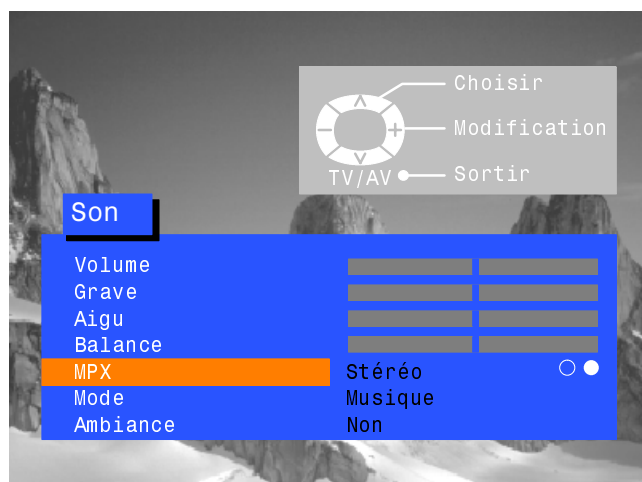 Choisir
Modification
TV/AV Sortir
Son
Volume
Grave
Aigu
Balance
MPX Stéréo
Mode Musique
Ambiance Non